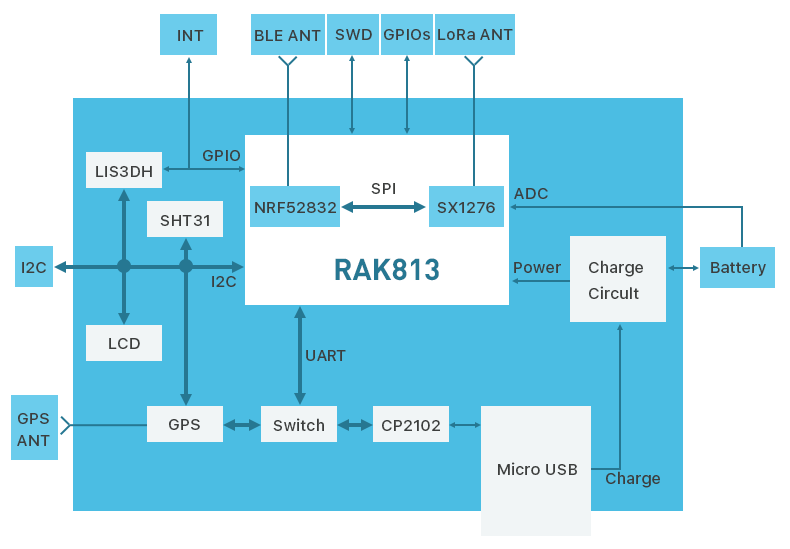 INT
BLE ANT
SWD
GPIOs
LoRa ANT
GPIO
LIS3DH
SPI
ADC
NRF52832
SX1276
SHT31
RAK813
I2C
I2C
Power
Charge
Circult
Battery
LCD
UART
GPS
ANT
GPS
Switch
CP2102
Micro USB
Charge